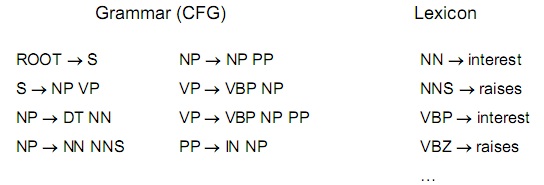 Grammar (CFG) Lexicon
ROOT → S NP → NP PP NN → interest
S → NP VP VP → VBP NP NNS → raises
NP → DT NN VP → VBP NP PP VBP → interest
NP → NN NNS PP → IN NP VBZ → raises
…